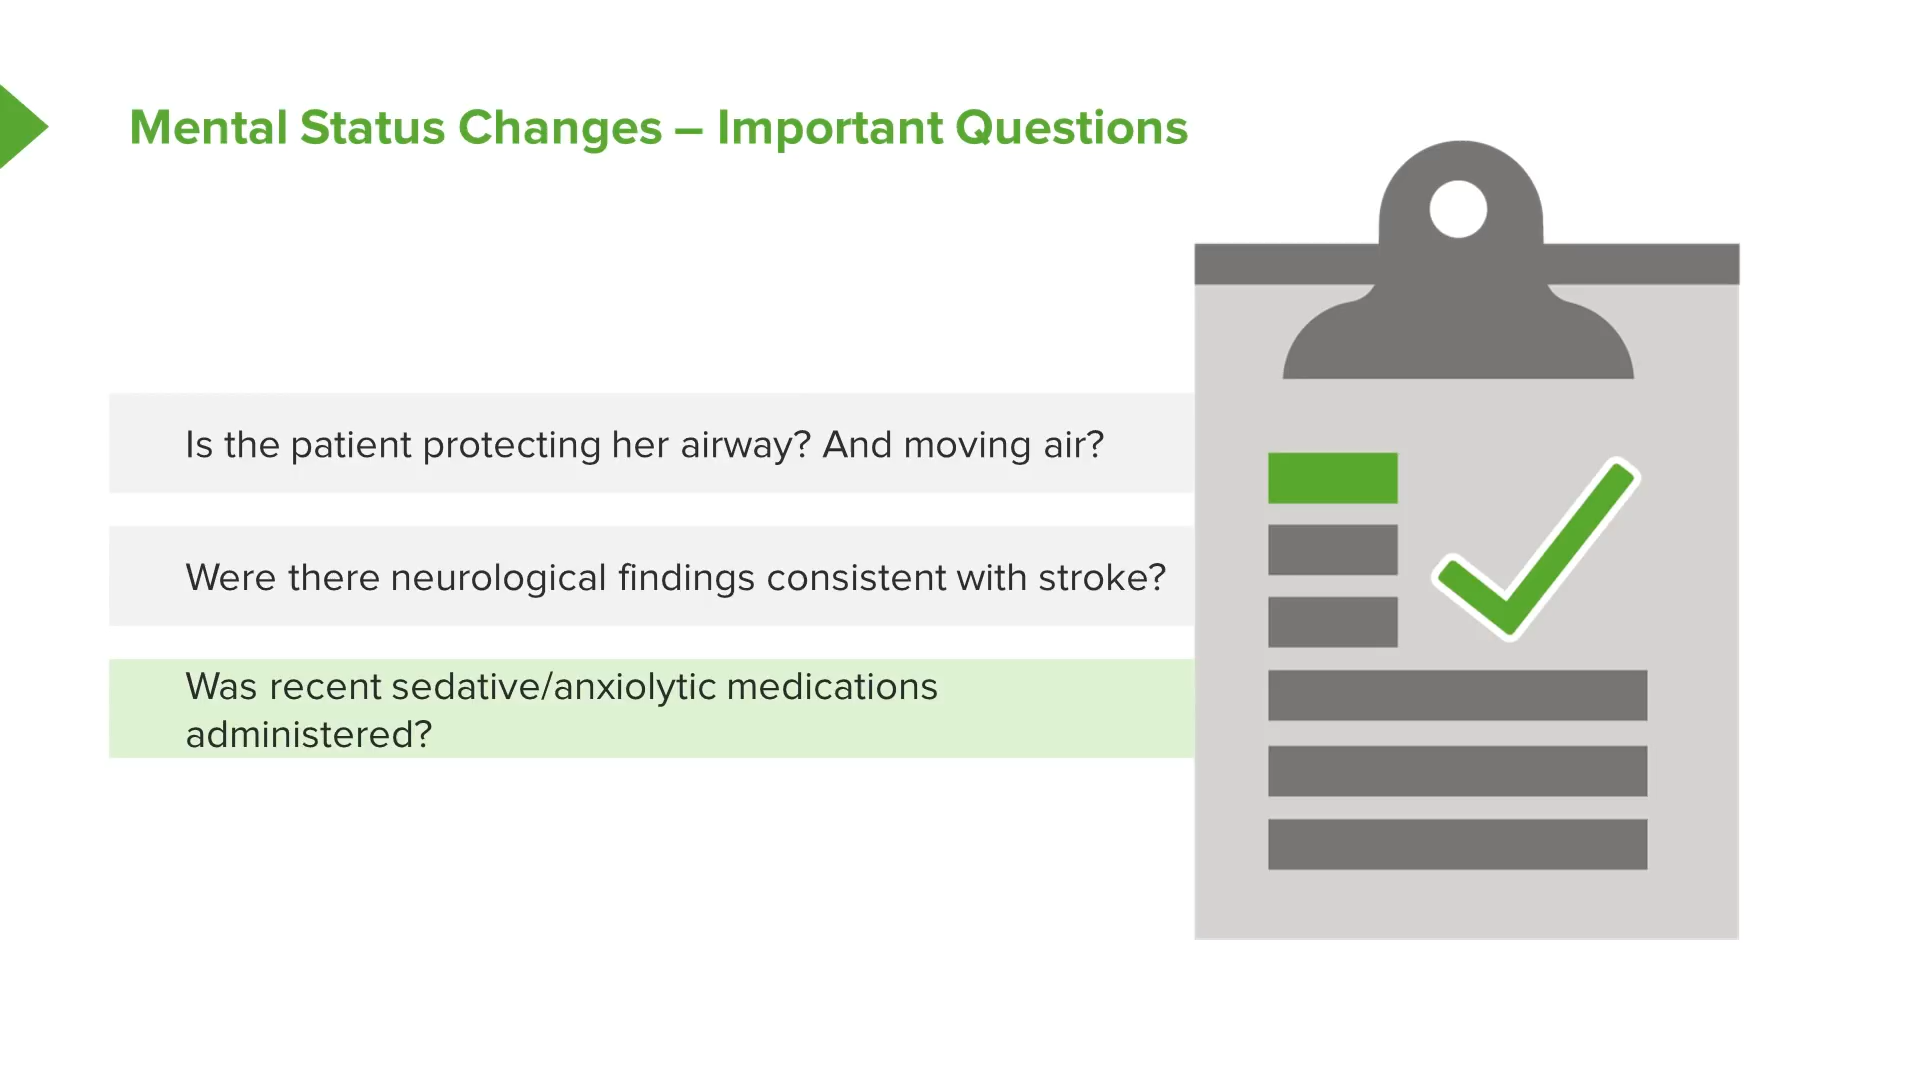 Mental Status Changes – Important Questions
Is the patient protecting her airway? And moving air?
Were there neurological findings consistent with stroke?
Was recent sedative/anxiolytic medications
administered?